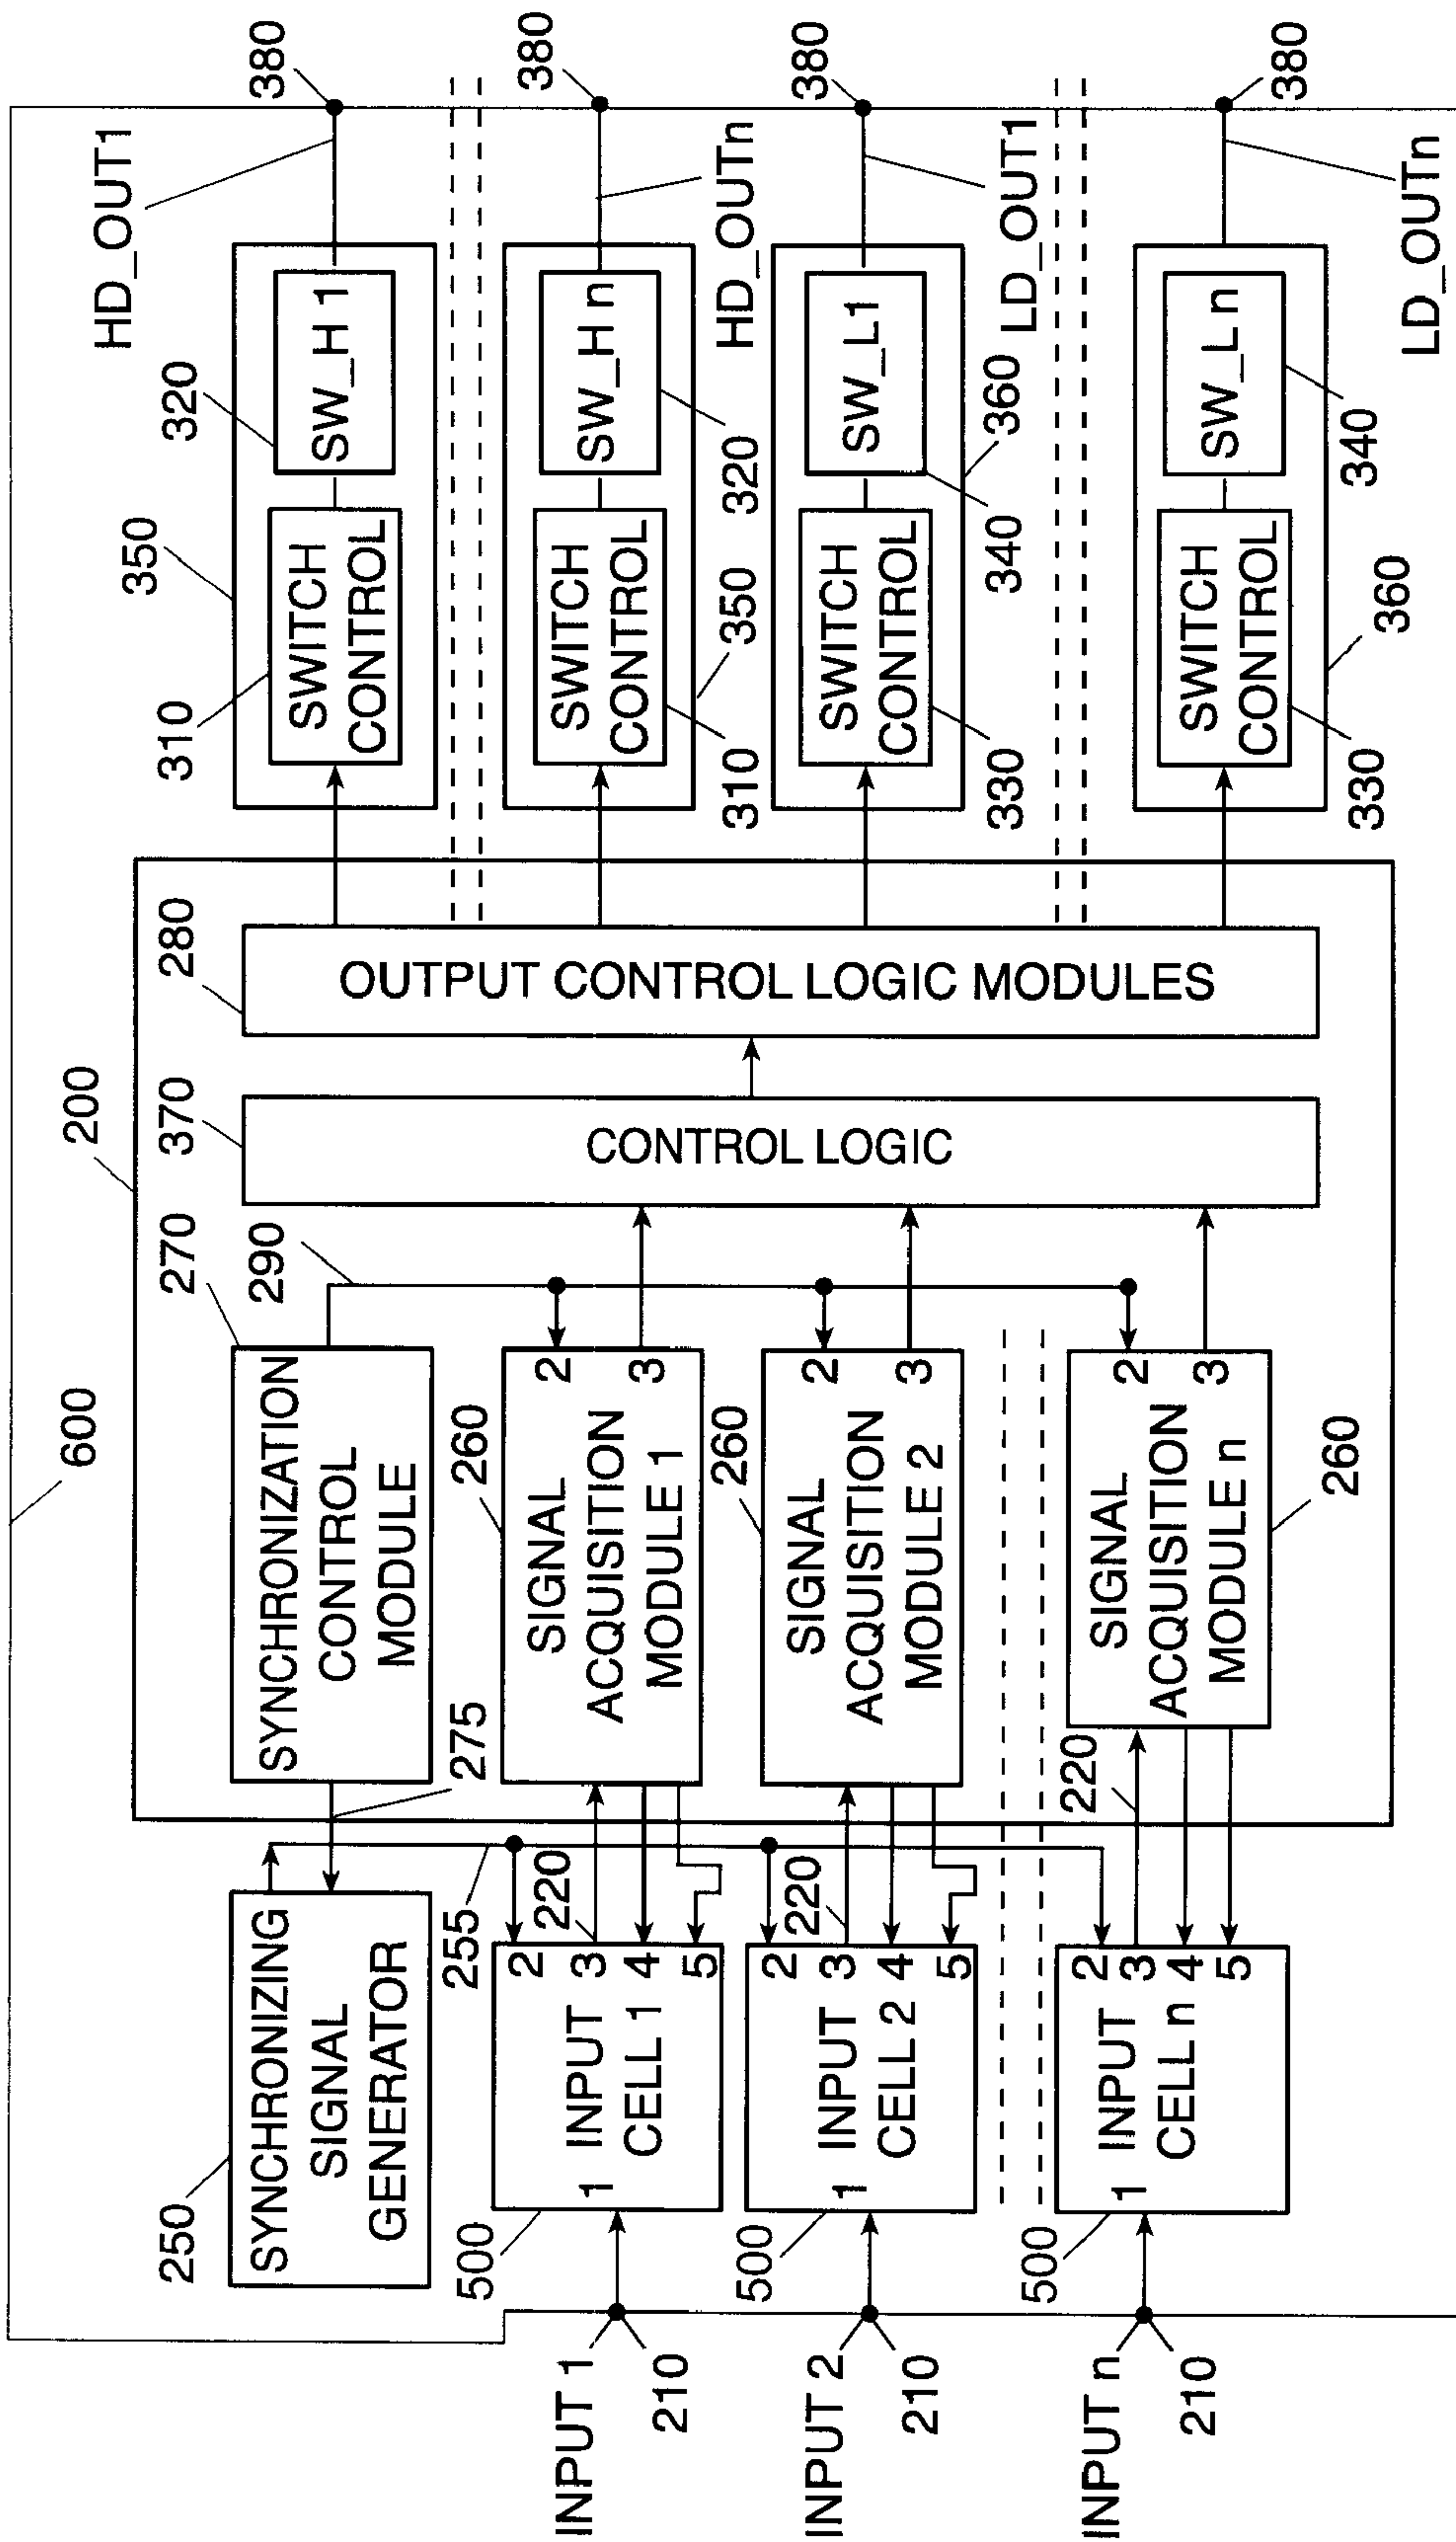 600
200
HD_OUT1
380
350
310
320
SWITCH
CONTROL
SW_H 1
250
SYNCHRONIZING
SIGNAL
GENERATOR
275
SYNCHRONIZATION
CONTROL
MODULE
270
290
370
CONTROL LOGIC
280
OUTPUT CONTROL LOGIC MODULES
255
INPUT 1
210
500
1
INPUT
CELL 1
2
3
4
5
220
260
SIGNAL
ACQUISITION
MODULE 1
2
3
SWITCH
CONTROL
SW_H n
310
350
320
380
HD_OUTn
INPUT 2
210
500
1
INPUT
CELL 2
2
3
4
5
220
260
SIGNAL
ACQUISITION
MODULE 2
2
3
SWITCH
CONTROL
SW_L1
330
340
360
380
LD_OUT1
INPUT n
210
500
1
INPUT
CELL n
2
3
4
5
220
SIGNAL
ACQUISITION
MODULE n
2
3
260
SWITCH
CONTROL
SW_L n
330
360
340
380
LD_OUTn